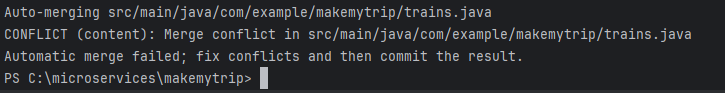 Auto-merging src/main/java/com/example/makemytrip/trains.java
CONFLICT (content): Merge conflict in src/main/java/com/example/makemytrip/trains.java
Automatic merge failed; fix conflicts and then commit the result.
PS C:\microservices\makemytrip>